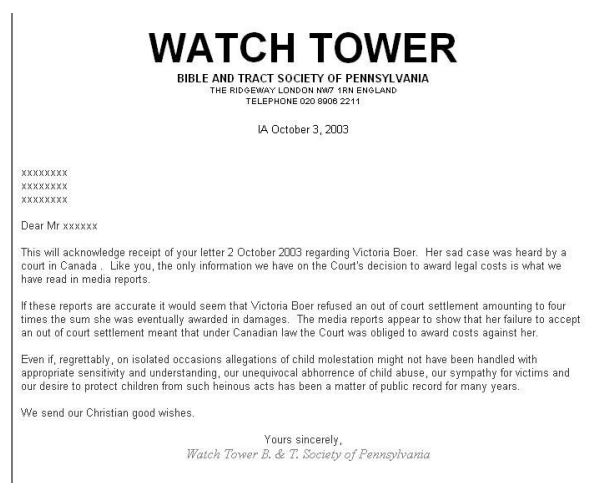 WATCH TOWER
BIBLE AND TRACT SOCIETY OF PENNSYLVANIA
THE RIDGEWAY LONDON NW7 1RN ENGLAND
TELEPHONE 020 8906 2211
IA October 3, 2003
xxxxxxxx
xxxxxxxx
xxxxxxxx
Dear Mr xxxxxx
This will acknowledge receipt of your letter 2 October 2003 regarding Victoria Boer.  Her sad case was heard by a
court in Canada .  Like you, the only information we have on the Court's decision to award legal costs is what we
have read in media reports.
If these reports are accurate it would seem that Victoria Boer refused an out of court settlement amounting to four
times the sum she was eventually awarded in damages.  The media reports appear to show that her failure to accept
an out of court settlement meant that under Canadian law the Court was obliged to award costs against her.
Even if, regrettably, on isolated occasions allegations of child molestation might not have been handled with
appropriate sensitivity and understanding, our unequivocal abhorrence of child abuse, our sympathy for victims and
our desire to protect children from such heinous acts has been a matter of public record for many years.
We send our Christian good wishes.
Yours sincerely,
Watch Tower B. & T. Society of Pennsylvania